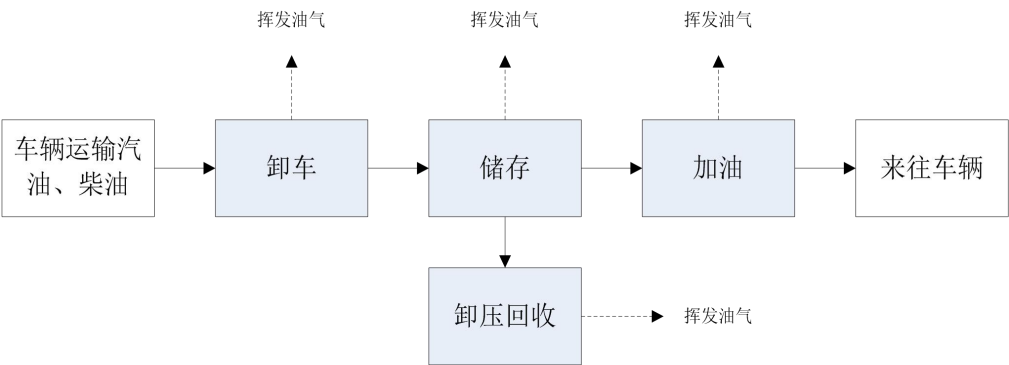 挥发油气
挥发油气
挥发油气
车辆运输汽
油、柴油
卸车
储存
加油
来往车辆
卸压回收
挥发油气